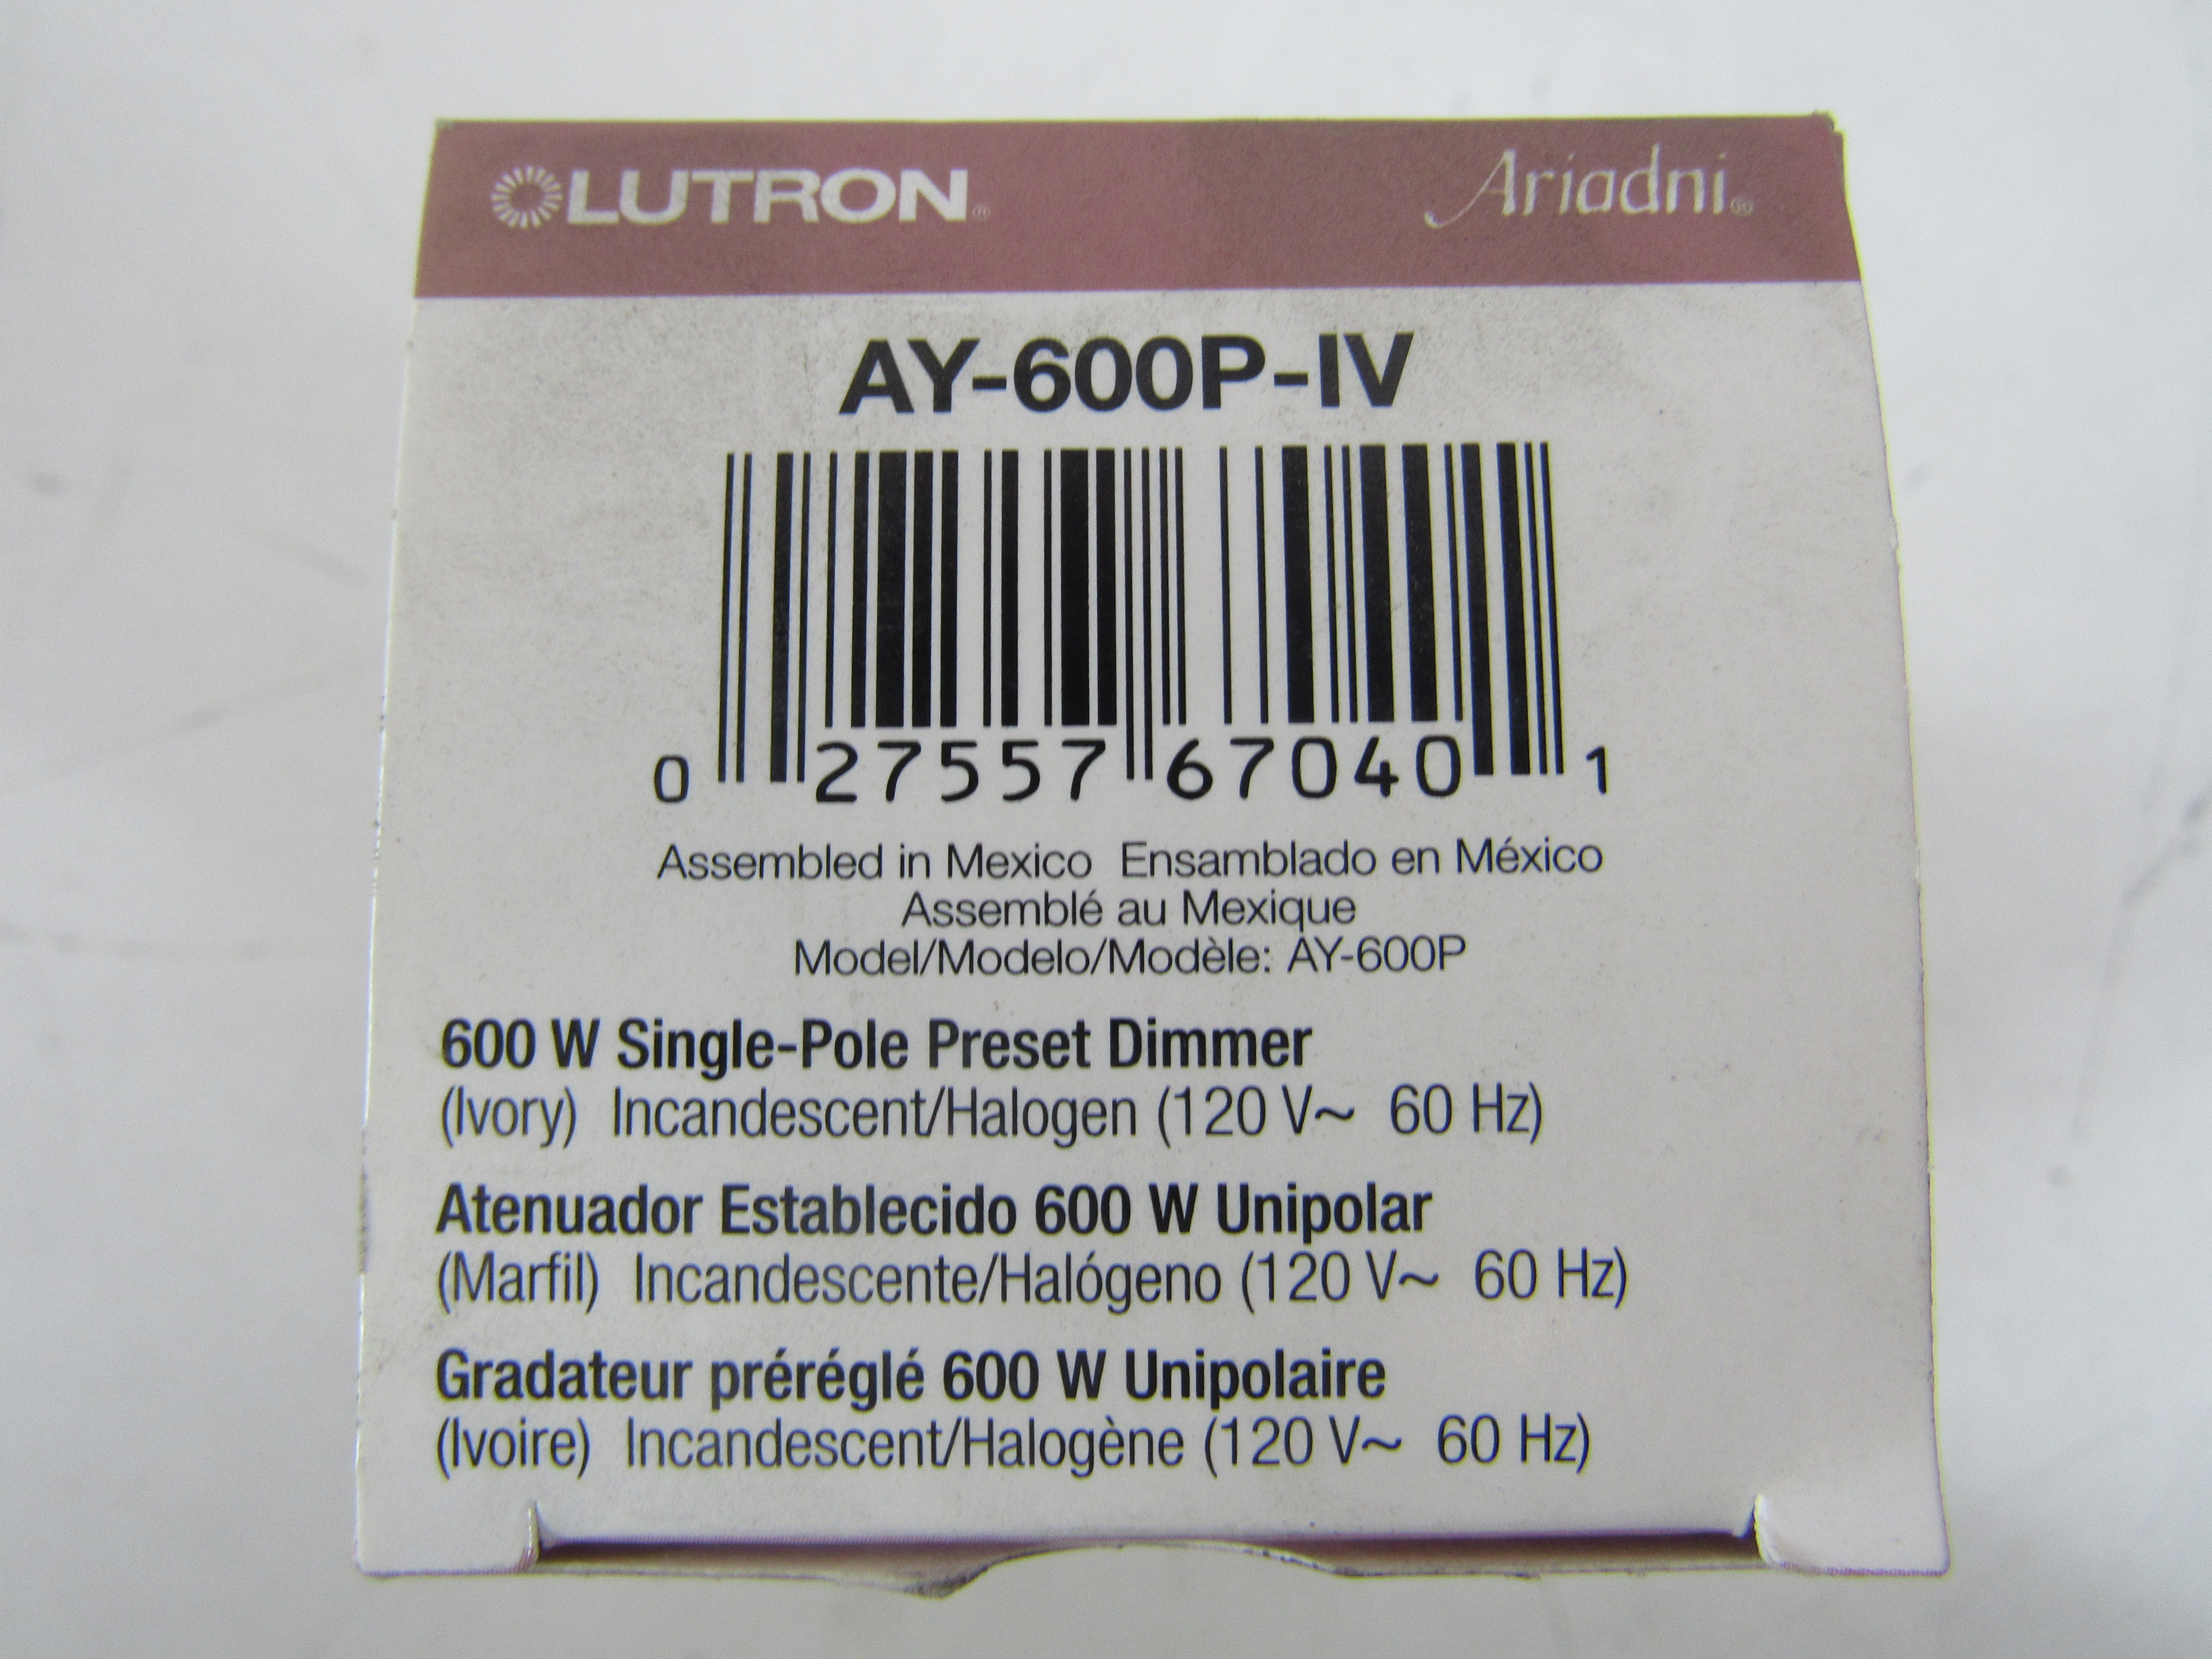 LUTRON® Ariadni®
AY-600P-IV
0 27557 67040 1
Assembled in Mexico Ensamblado en México
Assemblé au Mexique
Model/Modelo/Modèle: AY-600P
600 W Single-Pole Preset Dimmer
(Ivory) Incandescent/Halogen (120 V~ 60 Hz)
Atenuador Establecido 600 W Unipolar
(Marfil) Incandescente/Halógeno (120 V~ 60 Hz)
Gradateur préréglé 600 W Unipolaire
(Ivoire) Incandescent/Halogène (120 V~ 60 Hz)